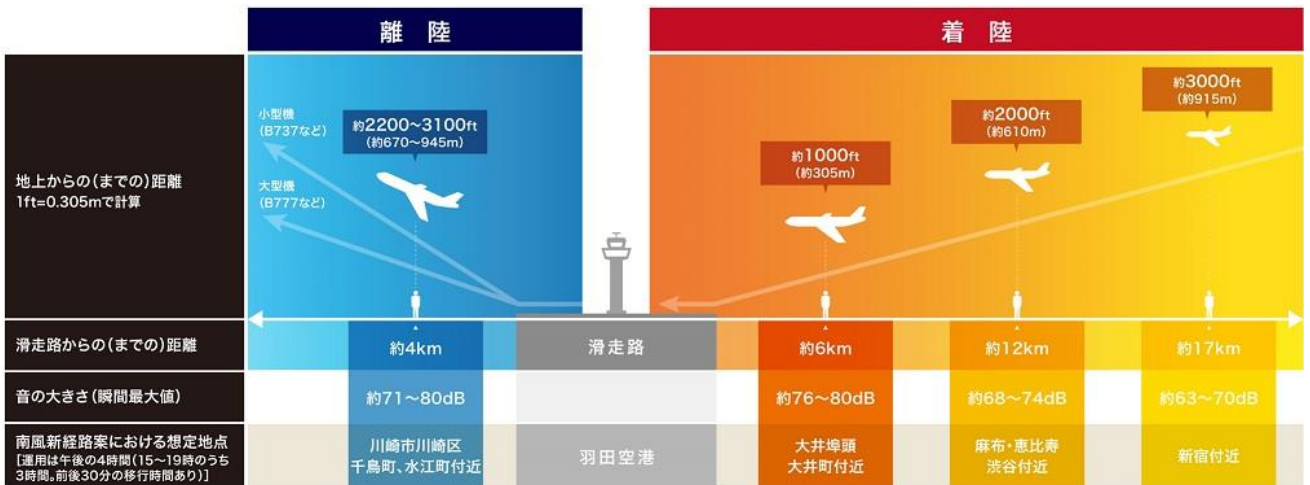 離 陸
着 陸
地上からの(までの)距離
1ft=0.305mで計算
小型機
(B737など)
大型機
(B777など)
約2200〜3100ft
(約670〜945m)
約1000ft
(約305m)
約2000ft
(約610m)
約3000ft
(約915m)
滑走路からの(までの)距離
約4km
滑走路
約6km
約12km
約17km
音の大きさ(瞬間最大値)
約71〜80dB
約76〜80dB
約68〜74dB
約63〜70dB
南風新経路案における想定地点
[運用は午後の4時間(15〜19時のうち
3時間。前後30分の移行時間あり)]
川崎市川崎区
千鳥町、水江町付近
羽田空港
大井埠頭
大井町付近
麻布・恵比寿
渋谷付近
新宿付近